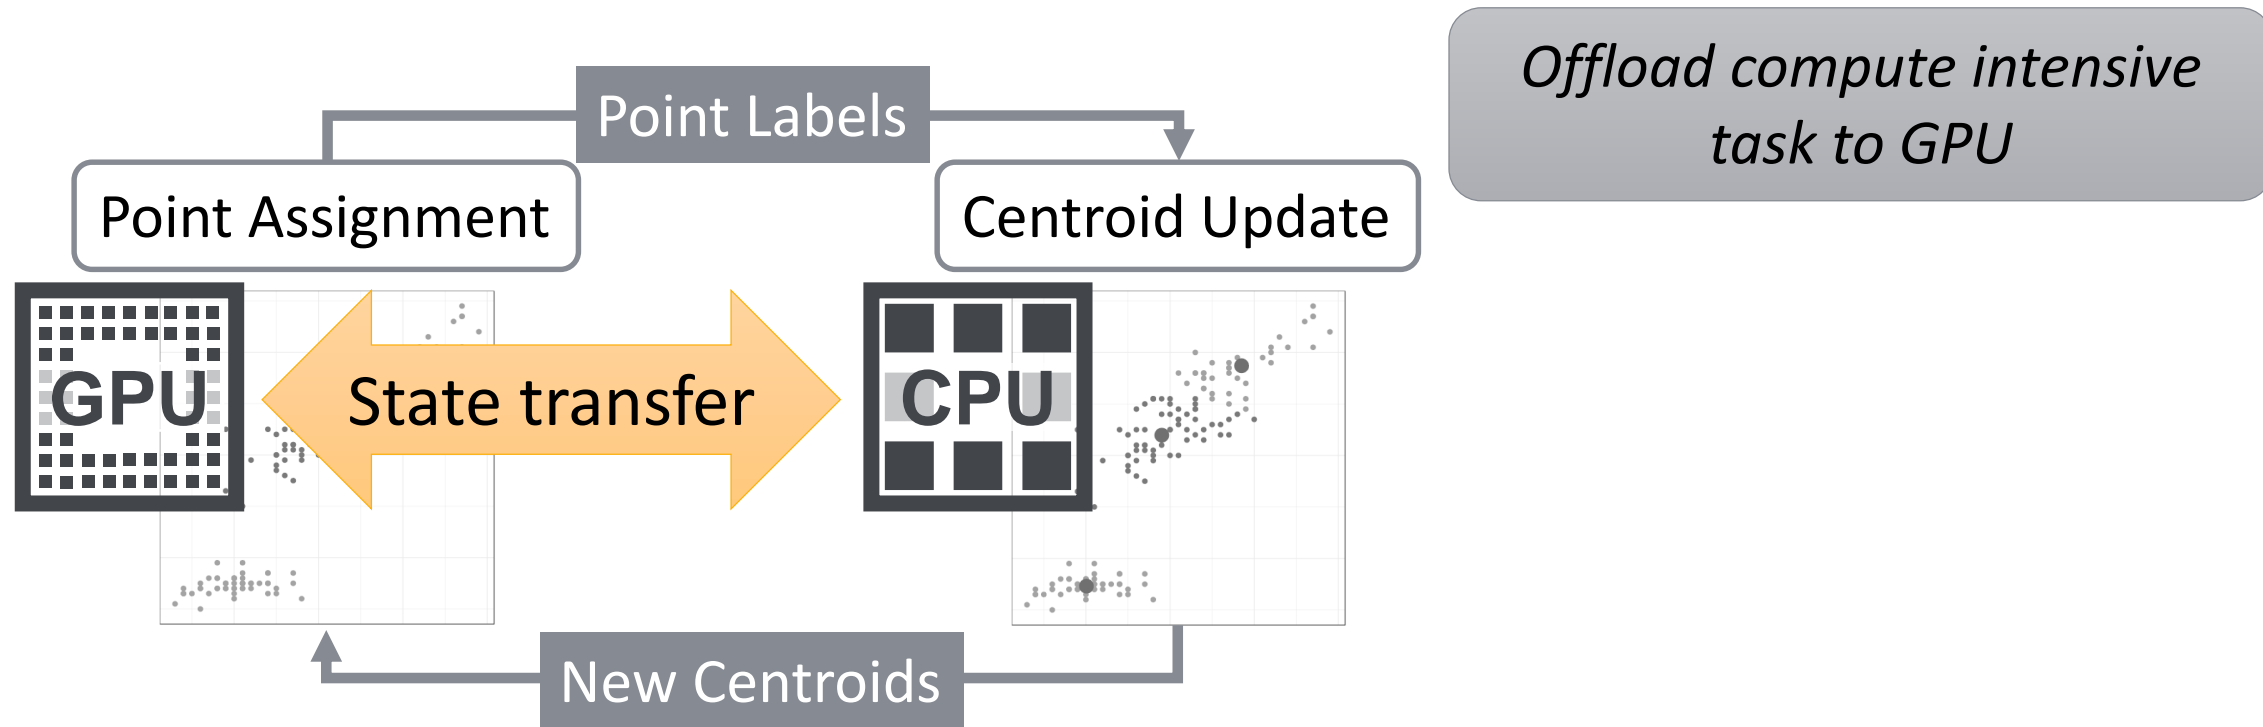 Offload compute intensive
task to GPU
Point Labels
Point Assignment
Centroid Update
GPU
State transfer
CPU
New Centroids